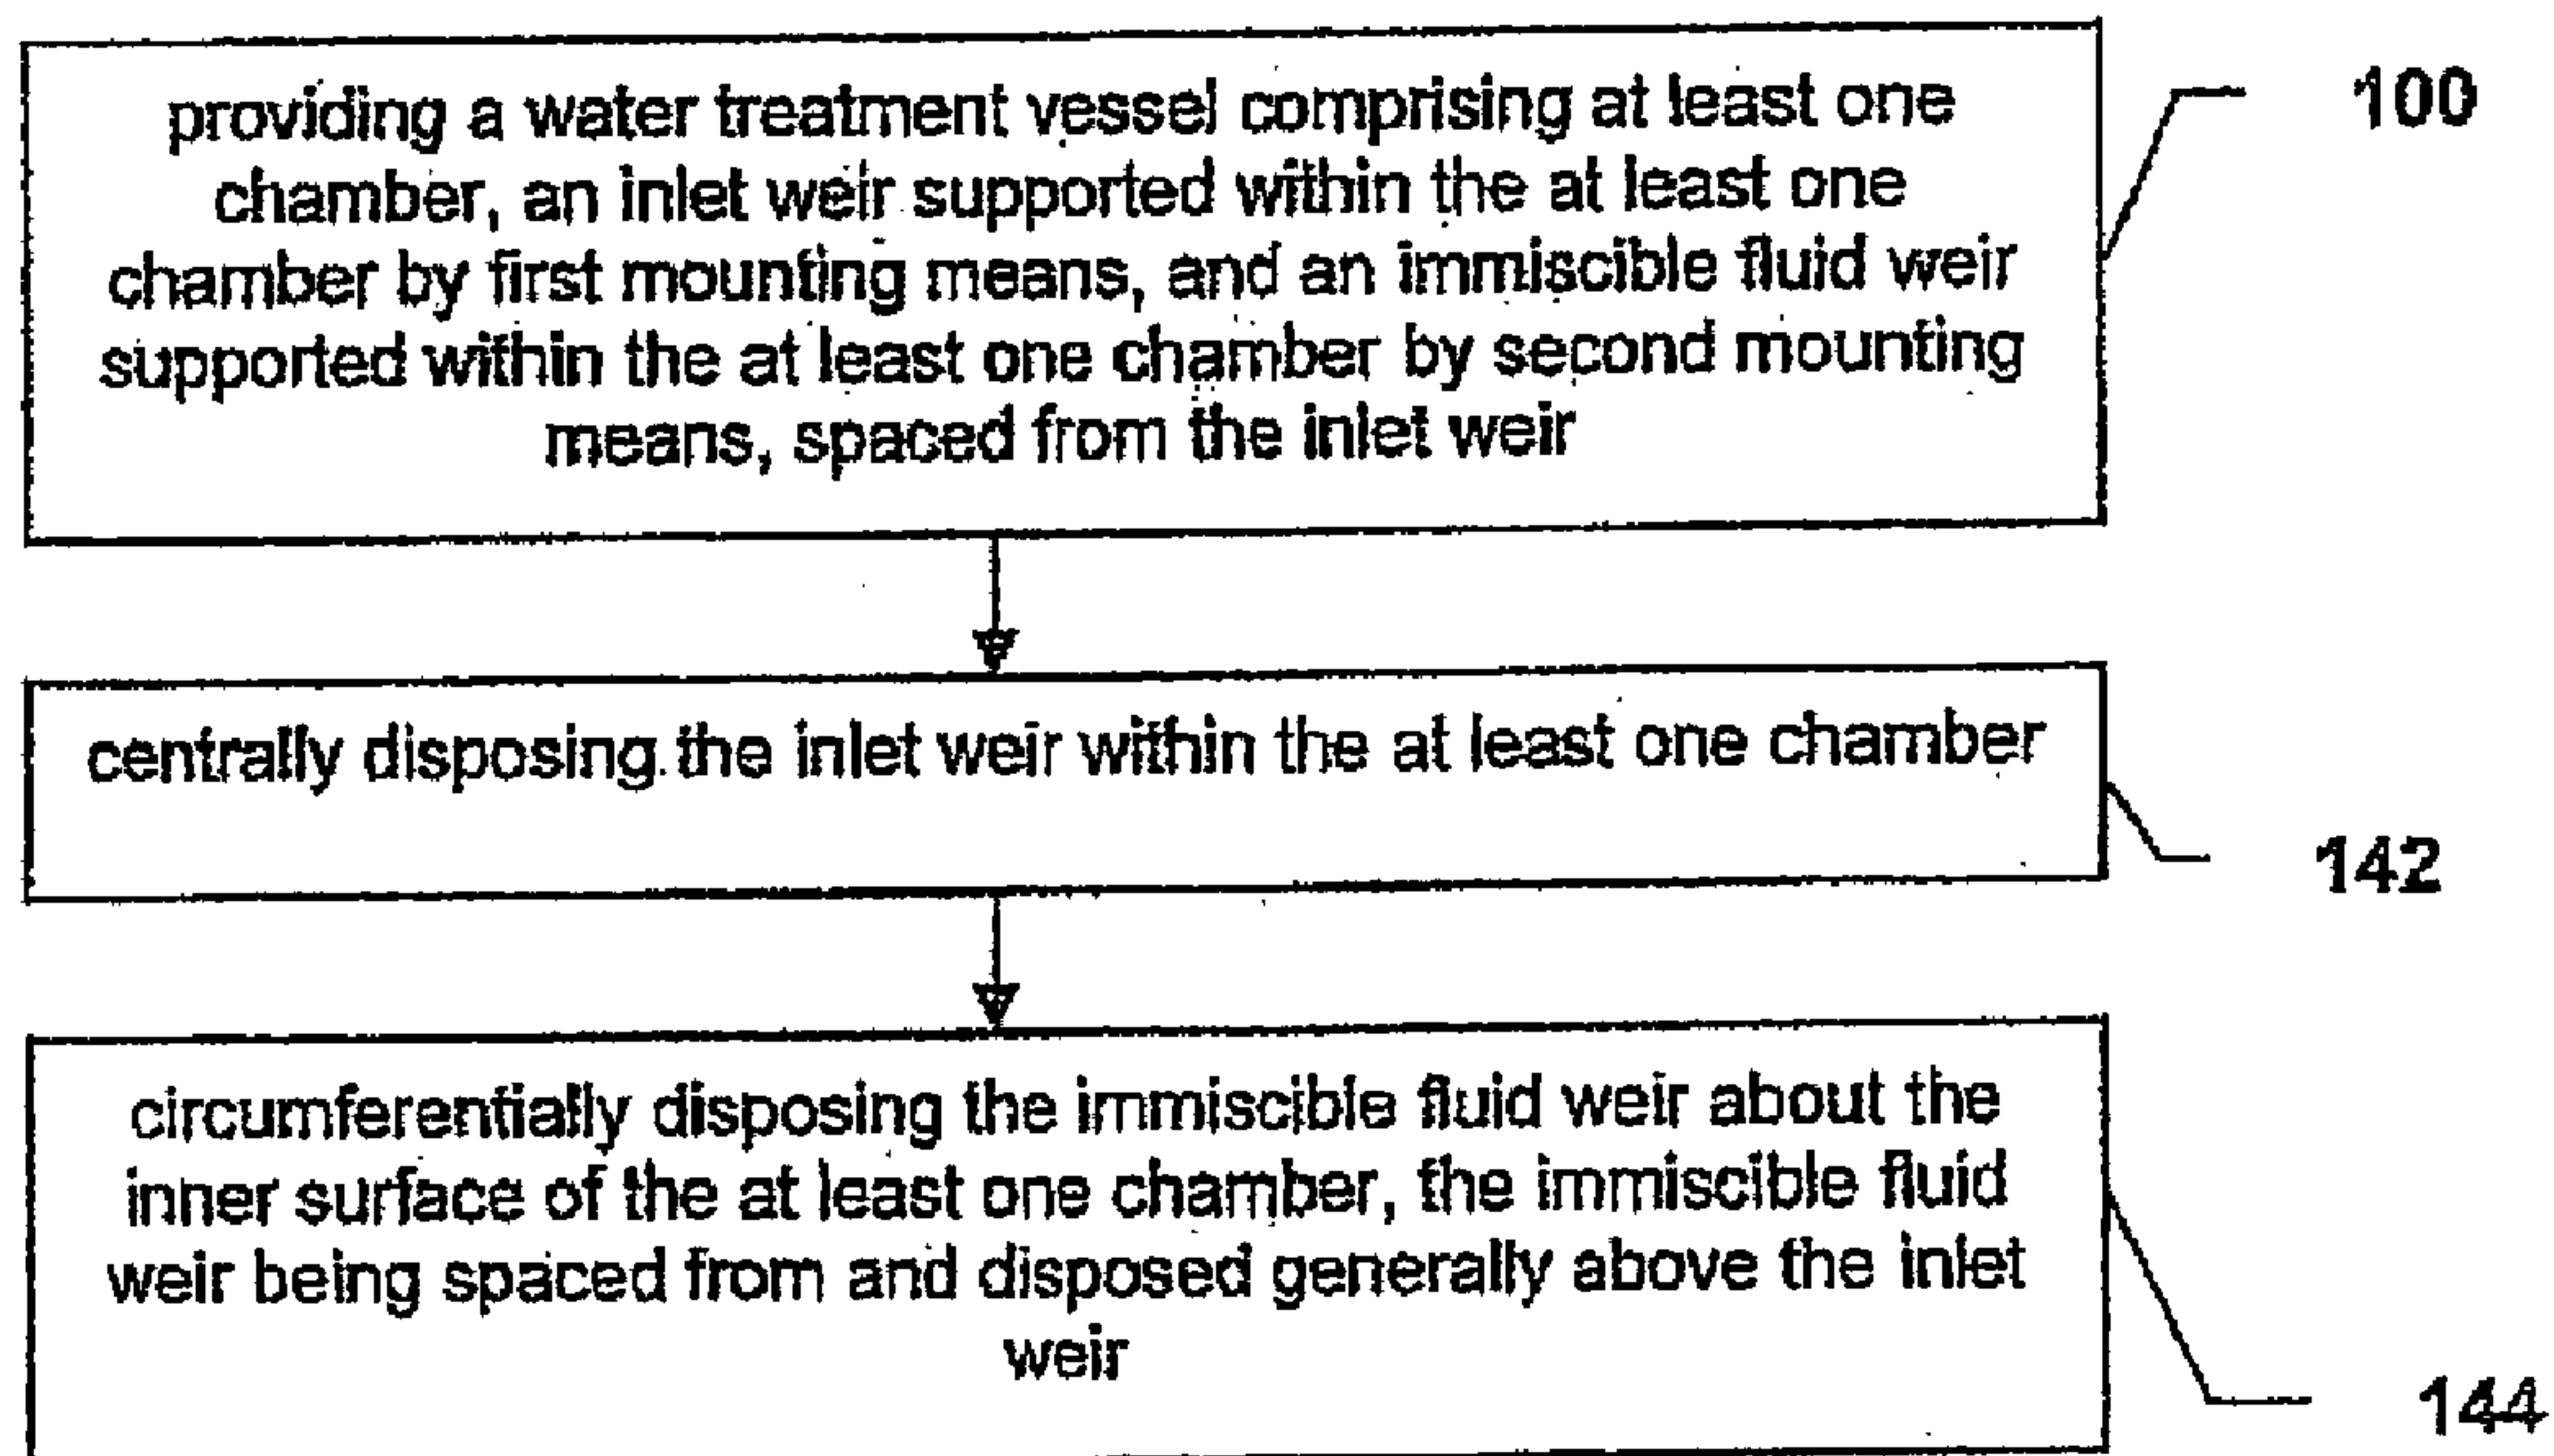 providing a water treatment vessel comprising at least one
chamber, an inlet weir supported within the at least one
chamber by first mounting means, and an immiscible fluid weir
supported within the at least one chamber by second mounting
means, spaced from the inlet weir
100
centrally disposing the inlet weir within the at least one chamber
142
circumferentially disposing the immiscible fluid weir about the
inner surface of the at least one chamber, the immiscible fluid
weir being spaced from and disposed generally above the inlet
weir
144